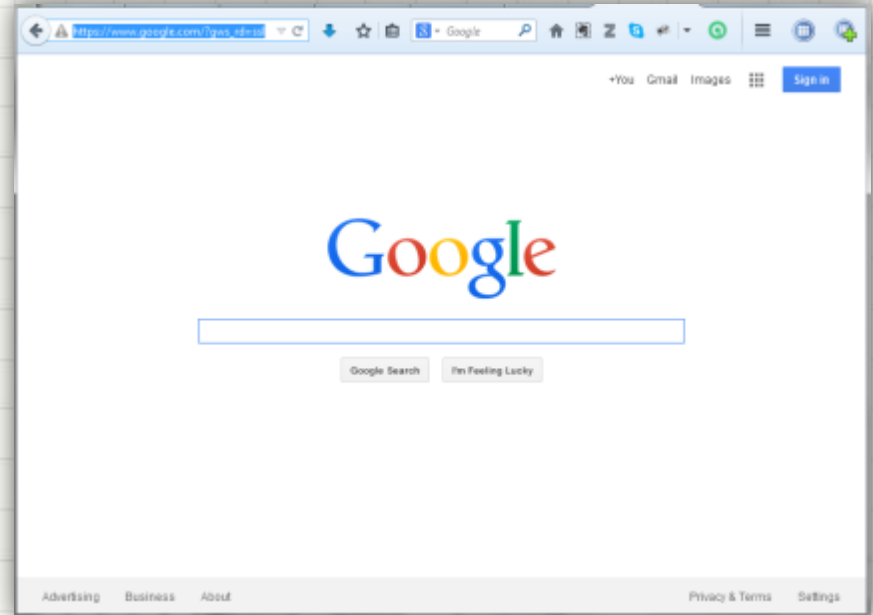 https://www.google.com/?gws_rd=ssl Google
+You Gmail Images Sign in
Google
Google Search I'm Feeling Lucky
Advertising Business About Privacy & Terms Settings